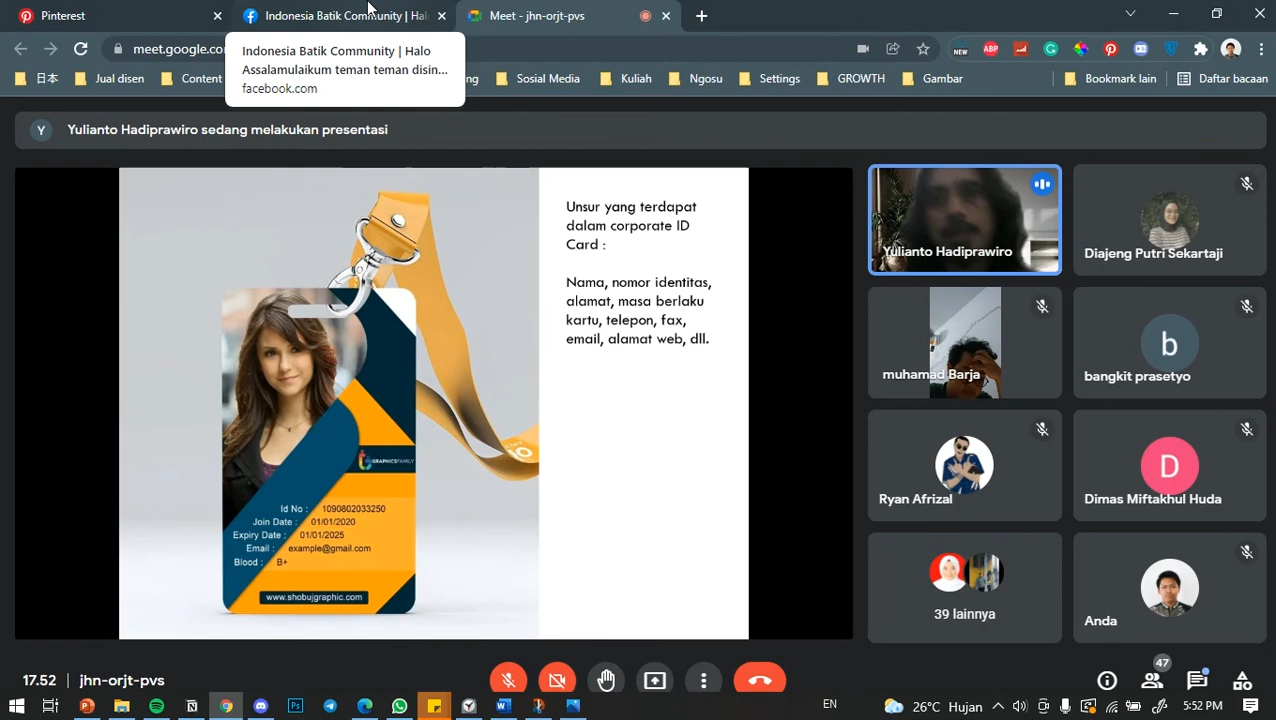 Pinterest
Indonesia Batik Community | Hal
Meet - jhn-orjt-pvs
meet.google.co
NEW
ABP
日本
Jual disen
Content
ng
Sosial Media
Kuliah
Ngosu
Settings
GROWTH
Gambar
Bookmark lain
Daftar bacaan
Indonesia Batik Community | Halo
Assalamulaikum teman teman disin...
facebook.com
Y
Yulianto Hadiprawiro sedang melakukan presentasi
Unsur yang terdapat
dalam corporate ID
Card :
Nama, nomor identitas,
alamat, masa berlaku
kartu, telepon, fax,
email, alamat web, dll.
GRAPHICSFAMILY
Id No : 1090802033250
Join Date : 01/01/2020
Expiry Date : 01/01/2025
Email : example@gmail.com
Blood : B+
www.shobujgraphic.com
Yulianto Hadiprawiro
Diajeng Putri Sekartaji
muhamad Barja
b
bangkit prasetyo
Ryan Afrizal
D
Dimas Miftakhul Huda
39 lainnya
Anda
17.52
jhn-orjt-pvs
47
EN
26°C Hujan
5:52 PM